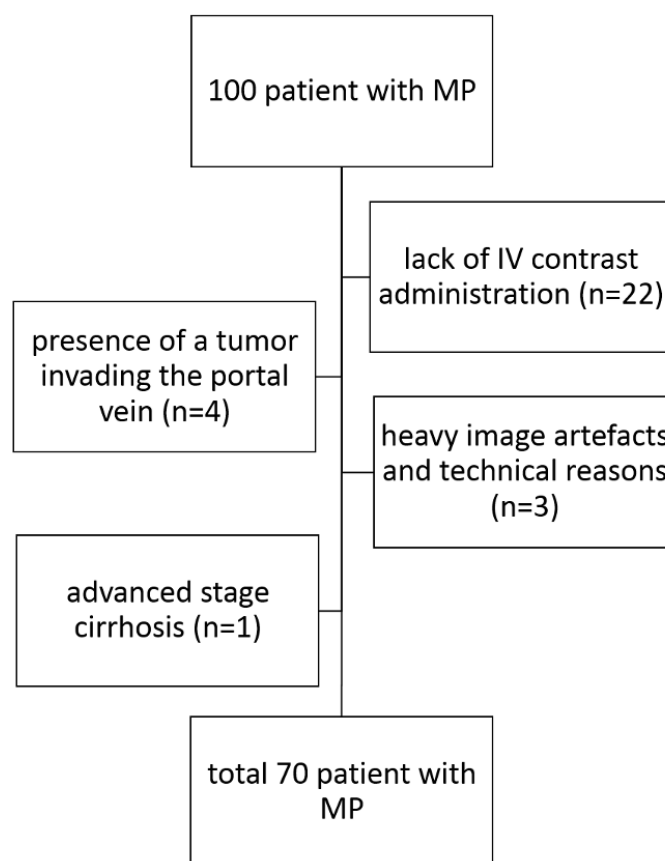 100 patient with MP
lack of IV contrast
administration (n=22)
presence of a tumor
invading the portal
vein (n=4)
heavy image artefacts
and technical reasons
(n=3)
advanced stage
cirrhosis (n=1)
total 70 patient with
MP